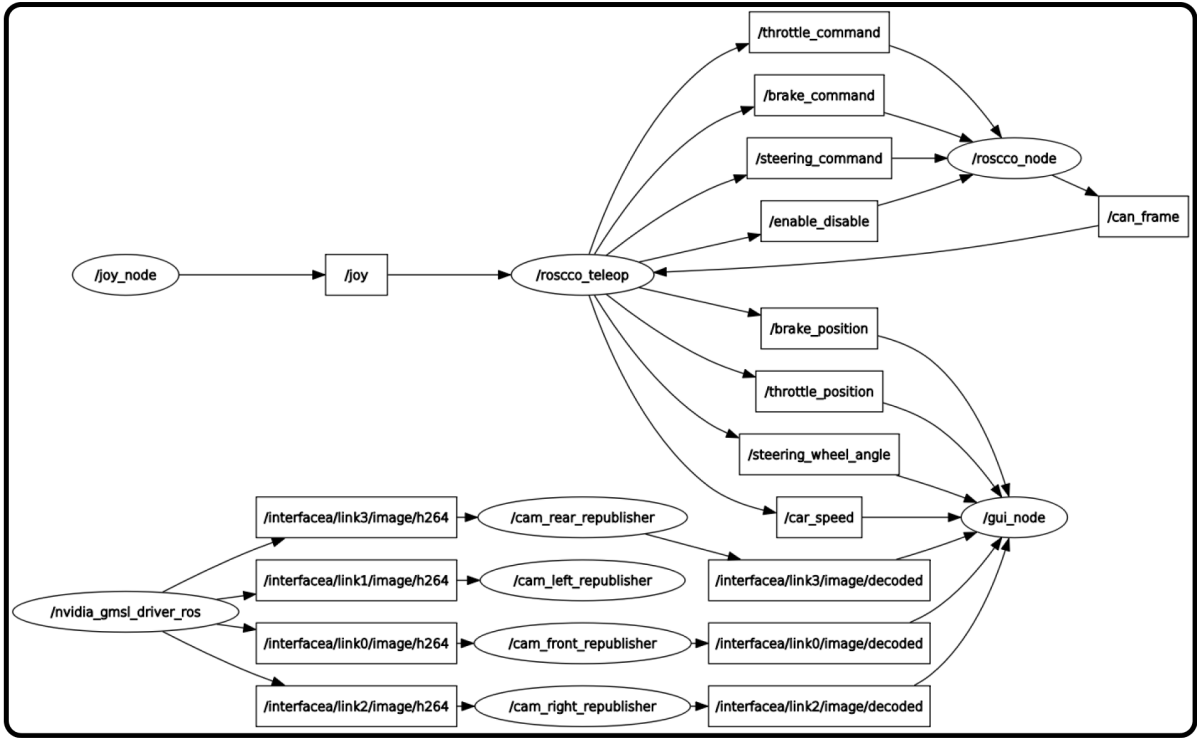 /throttle_command
/brake_command
/steering_command
/roscco_node
/enable_disable
/can_frame
/joy_node
/joy
/roscco_teleop
/brake_position
/throttle_position
/steering_wheel_angle
/interfacea/link3/image/h264
/cam_rear_republisher
/car_speed
/gui_node
/interfacea/link1/image/h264
/cam_left_republisher
/interfacea/link3/image/decoded
/nvidia_gmsl_driver_ros
/interfacea/link0/image/h264
/cam_front_republisher
/interfacea/link0/image/decoded
/interfacea/link2/image/h264
/cam_right_republisher
/interfacea/link2/image/decoded